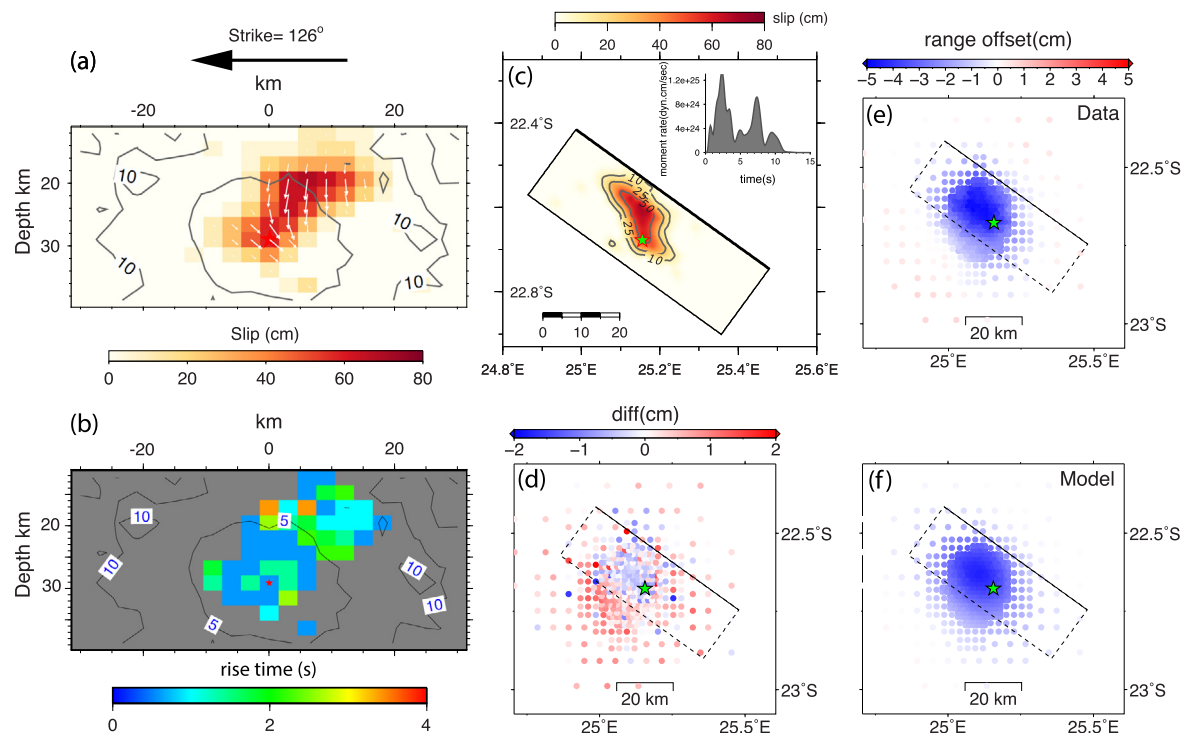 (a)
Strike= 126°
km
-20 0 20
Depth km
20
30
10
10
10
10
Slip (cm)
0 20 40 60 80
(b)
km
-20 0 20
Depth km
20
30
10
5
10
10
10
5
rise time (s)
0 2 4
slip (cm)
0 20 40 60 80
(c)
moment rate(dyn.cm/sec)
1.2e+25
8e+24
4e+24
0
0 5 10 15
time(s)
22.4°S
22.8°S
10
25
50
25
10
0 10 20
24.8°E 25°E 25.2°E 25.4°E 25.6°E
diff(cm)
-2 -1 0 1 2
(d)
22.5°S
23°S
20 km
25°E 25.5°E
range offset(cm)
-5 -4 -3 -2 -1 0 1 2 3 4 5
(e)
Data
22.5°S
23°S
20 km
25°E 25.5°E
(f)
Model
22.5°S
23°S
20 km
25°E 25.5°E